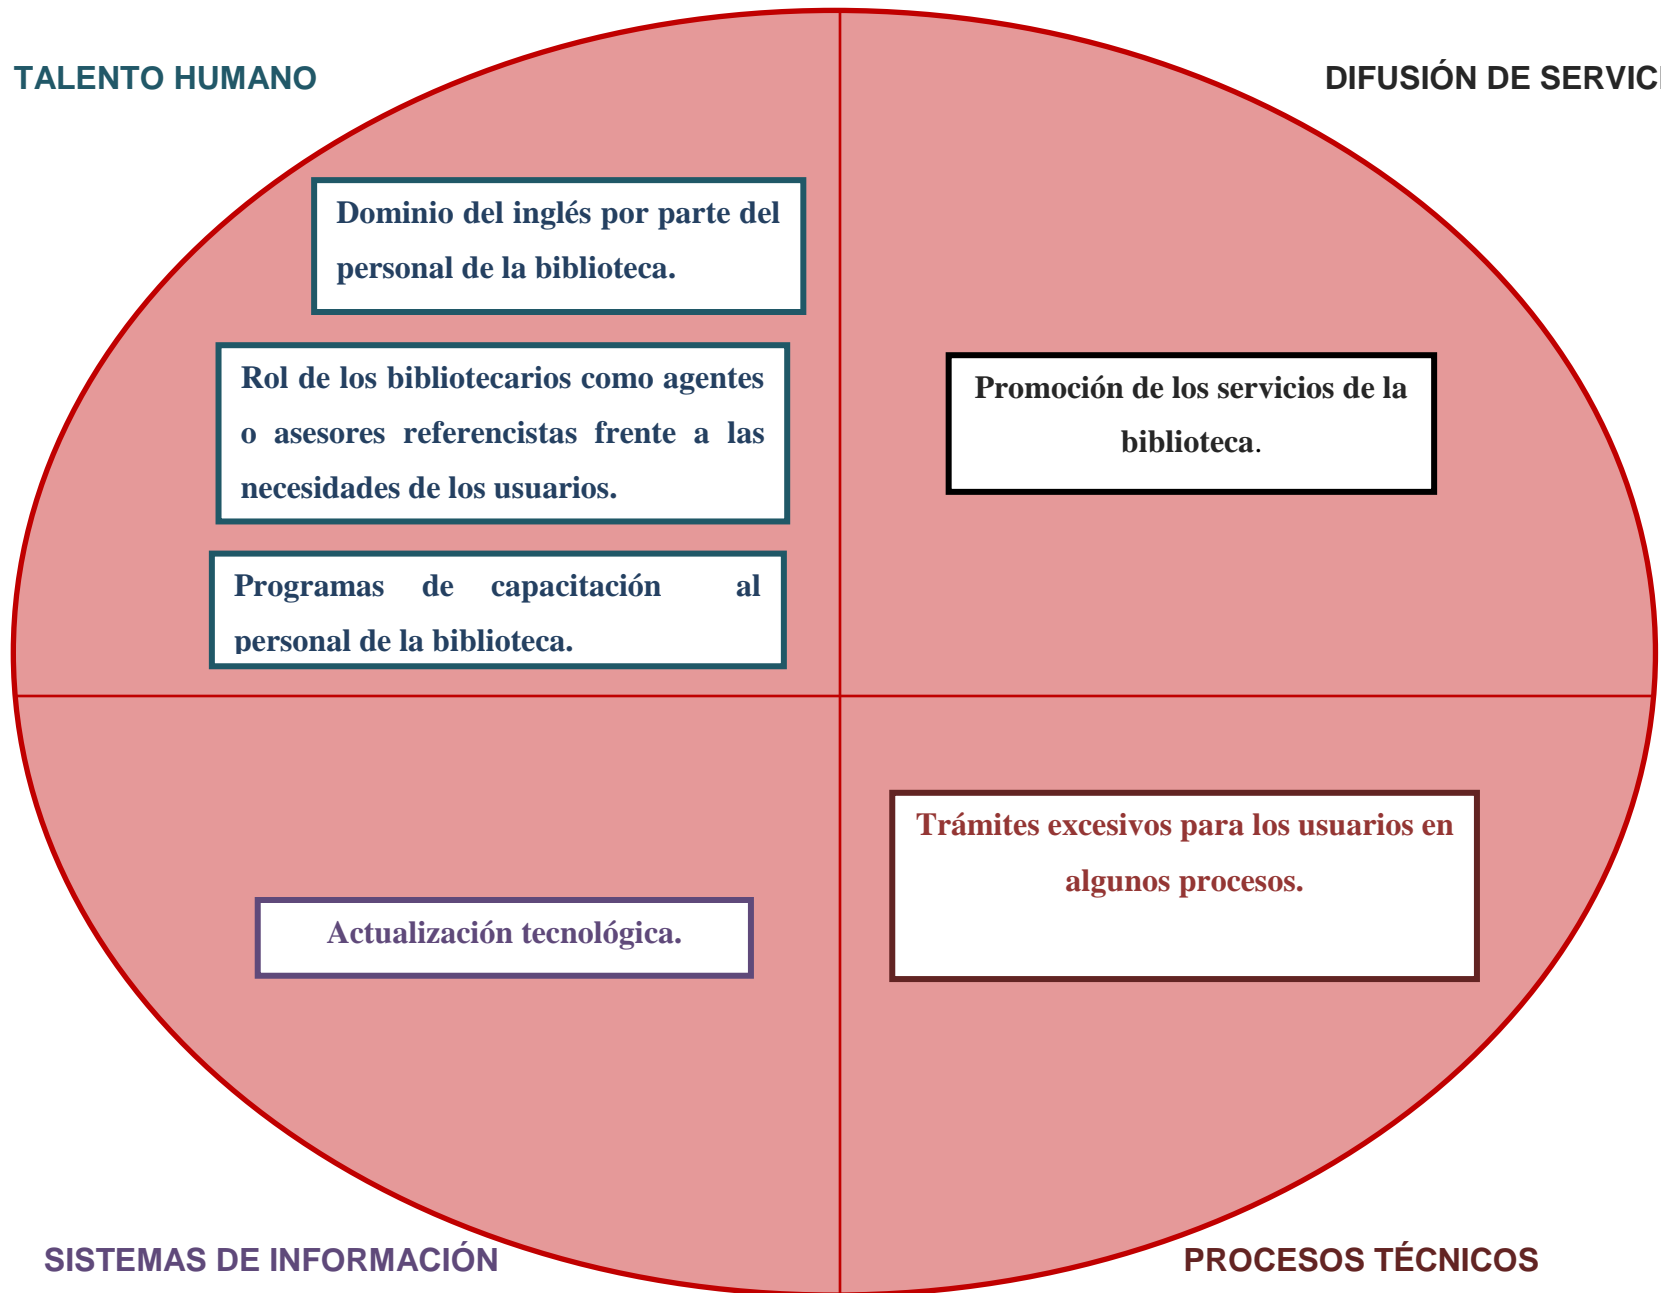 TALENTO HUMANO
DIFUSIÓN DE SERVICI
Dominio del inglés por parte del
personal de la biblioteca.
Rol de los bibliotecarios como agentes
o asesores referencistas frente a las
necesidades de los usuarios.
Programas de capacitación al
personal de la biblioteca.
Promoción de los servicios de la
biblioteca.
Actualización tecnológica.
Trámites excesivos para los usuarios en
algunos procesos.
SISTEMAS DE INFORMACIÓN
PROCESOS TÉCNICOS